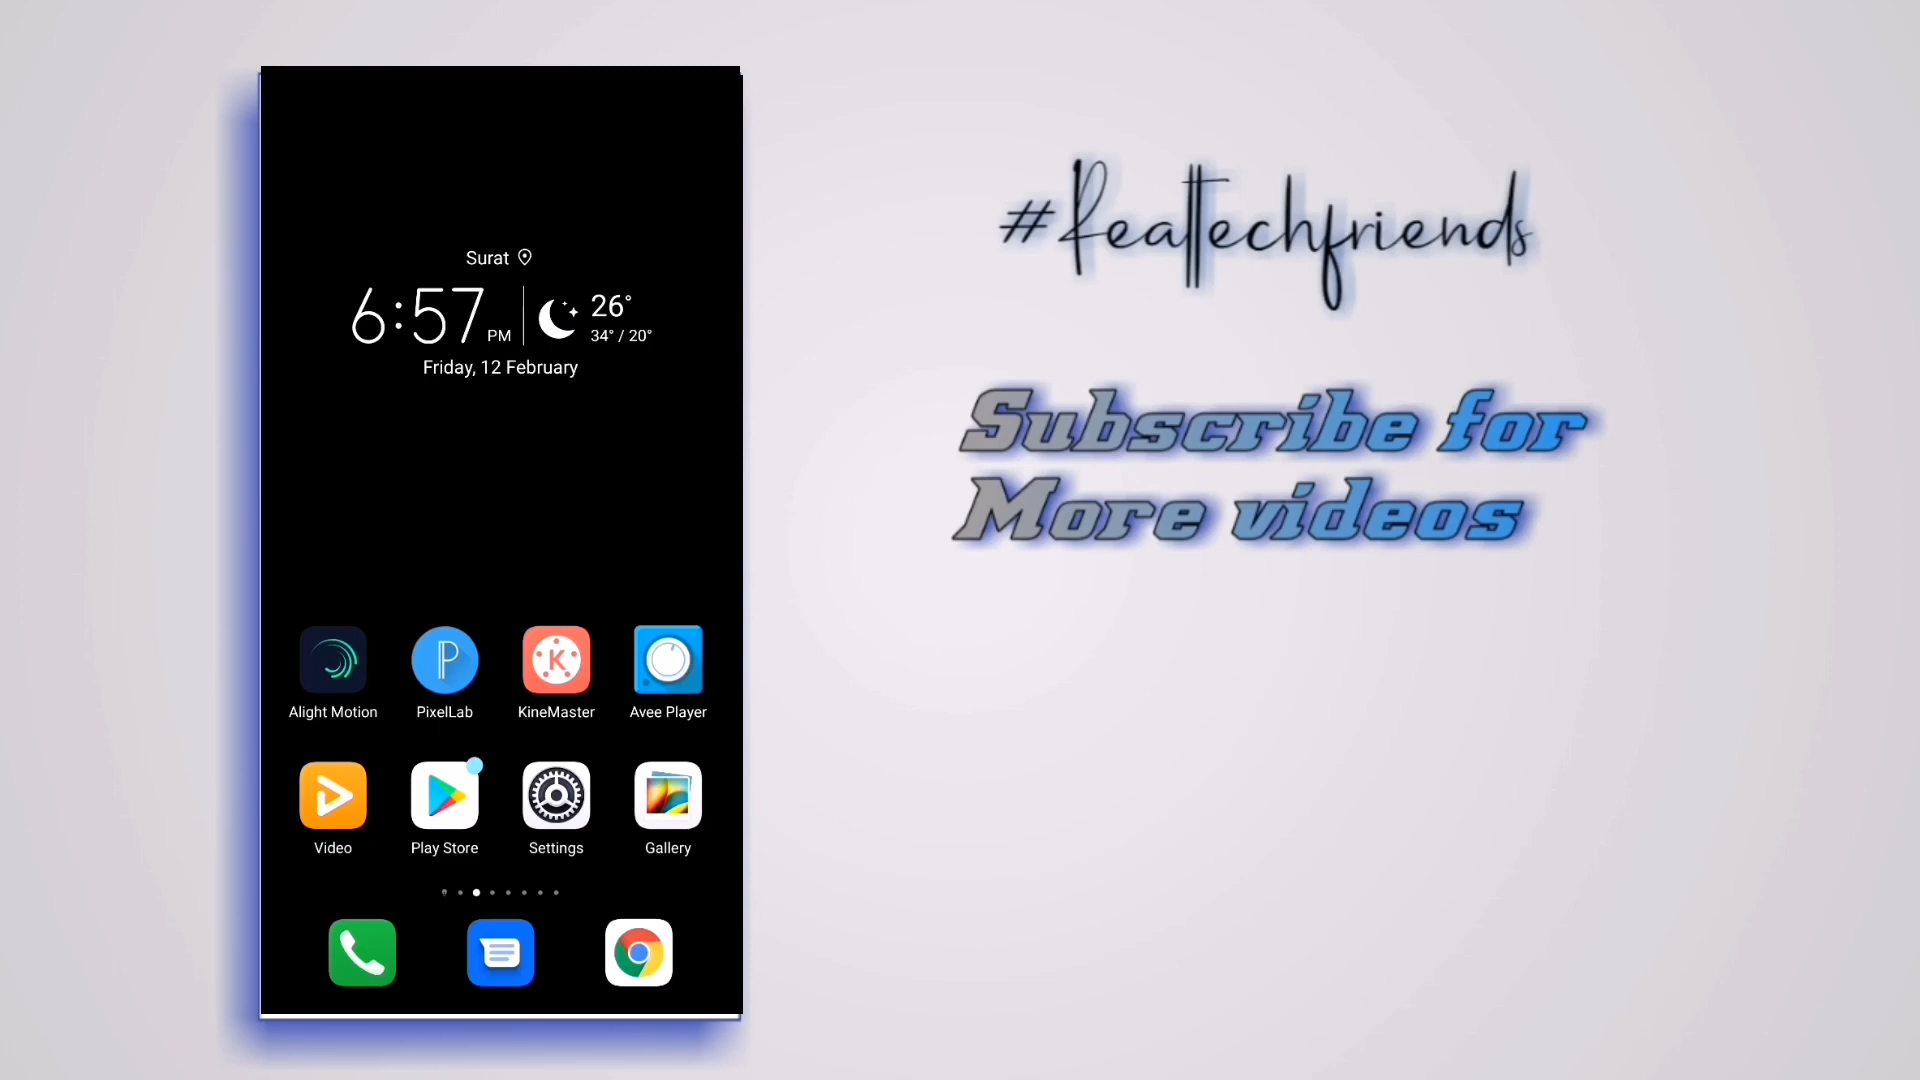 Surat
6:57 PM
26°
34° / 20°
Friday, 12 February
Alight Motion
PixelLab
KineMaster
Avee Player
Video
Play Store
Settings
Gallery
#RealTechfriends
Subscribe for
More videos